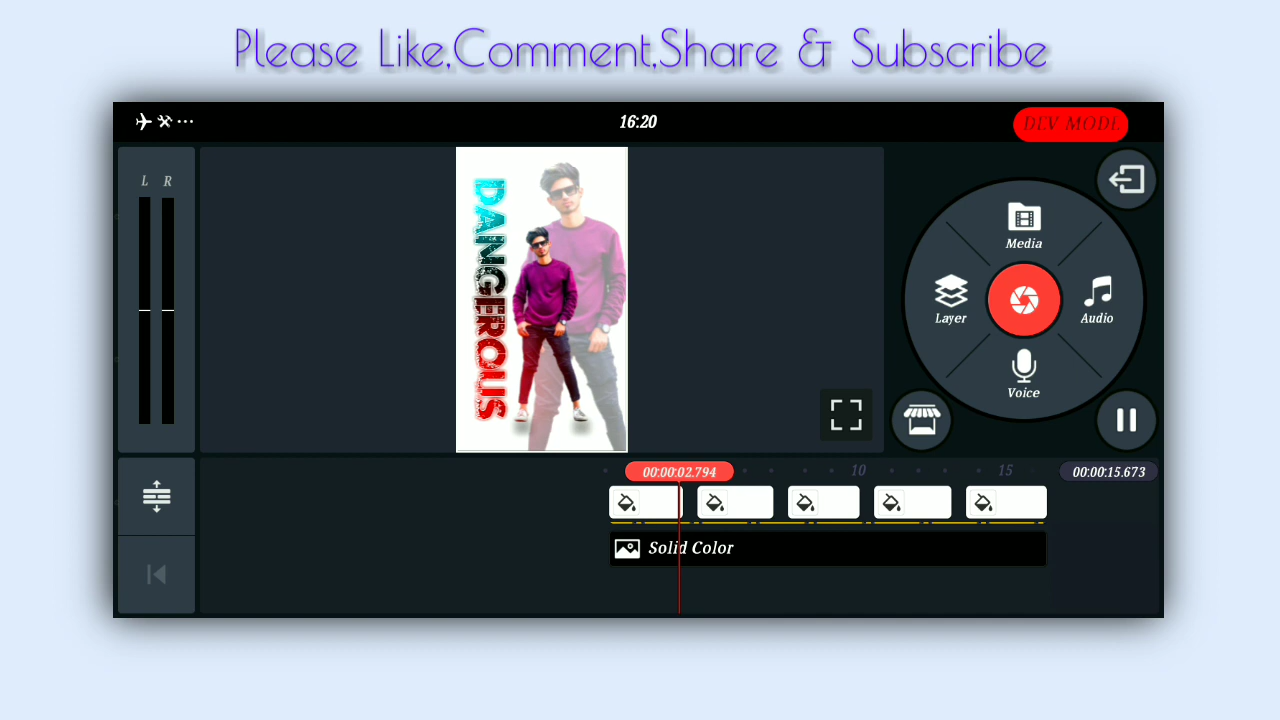 Please Like,Comment,Share & Subscribe
16:20
DEV MODE
L R
DANGEROUS
Media
Layer
Audio
Voice
00:00:02.794
10
15
00:00:15.673
Solid Color